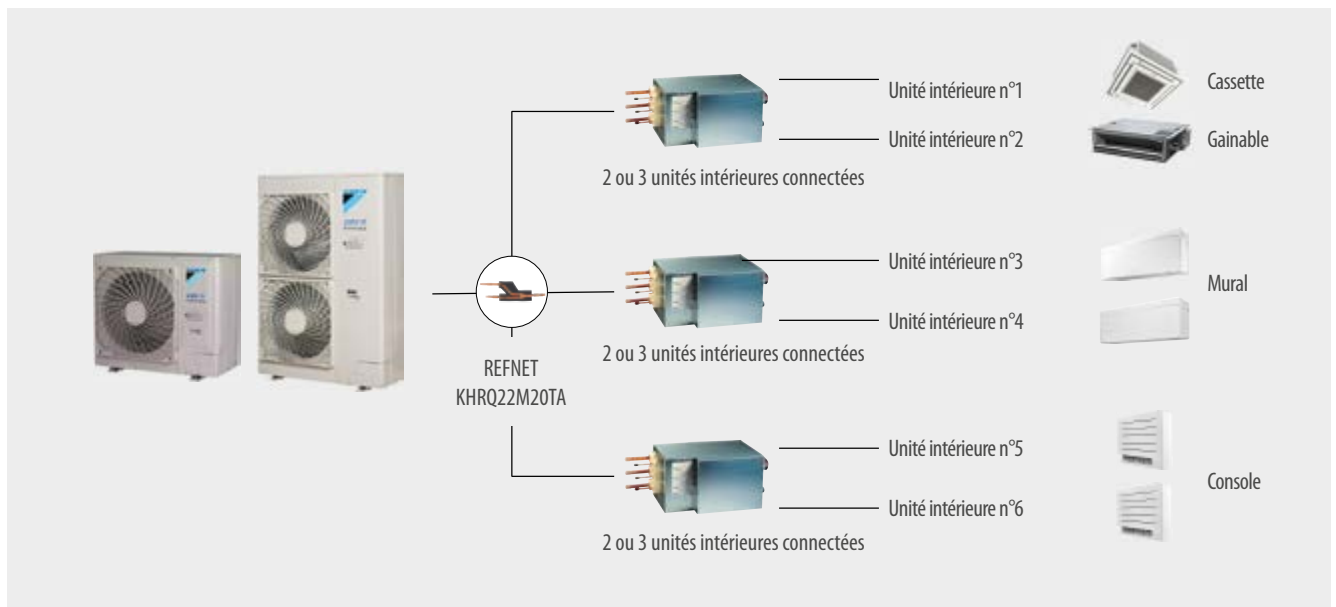 Unité intérieure n°1
Cassette
Unité intérieure n°2
Gainable
2 ou 3 unités intérieures connectées
Unité intérieure n°3
Mural
Unité intérieure n°4
2 ou 3 unités intérieures connectées
REFNET
KHRQ22M20TA
Unité intérieure n°5
Console
Unité intérieure n°6
2 ou 3 unités intérieures connectées